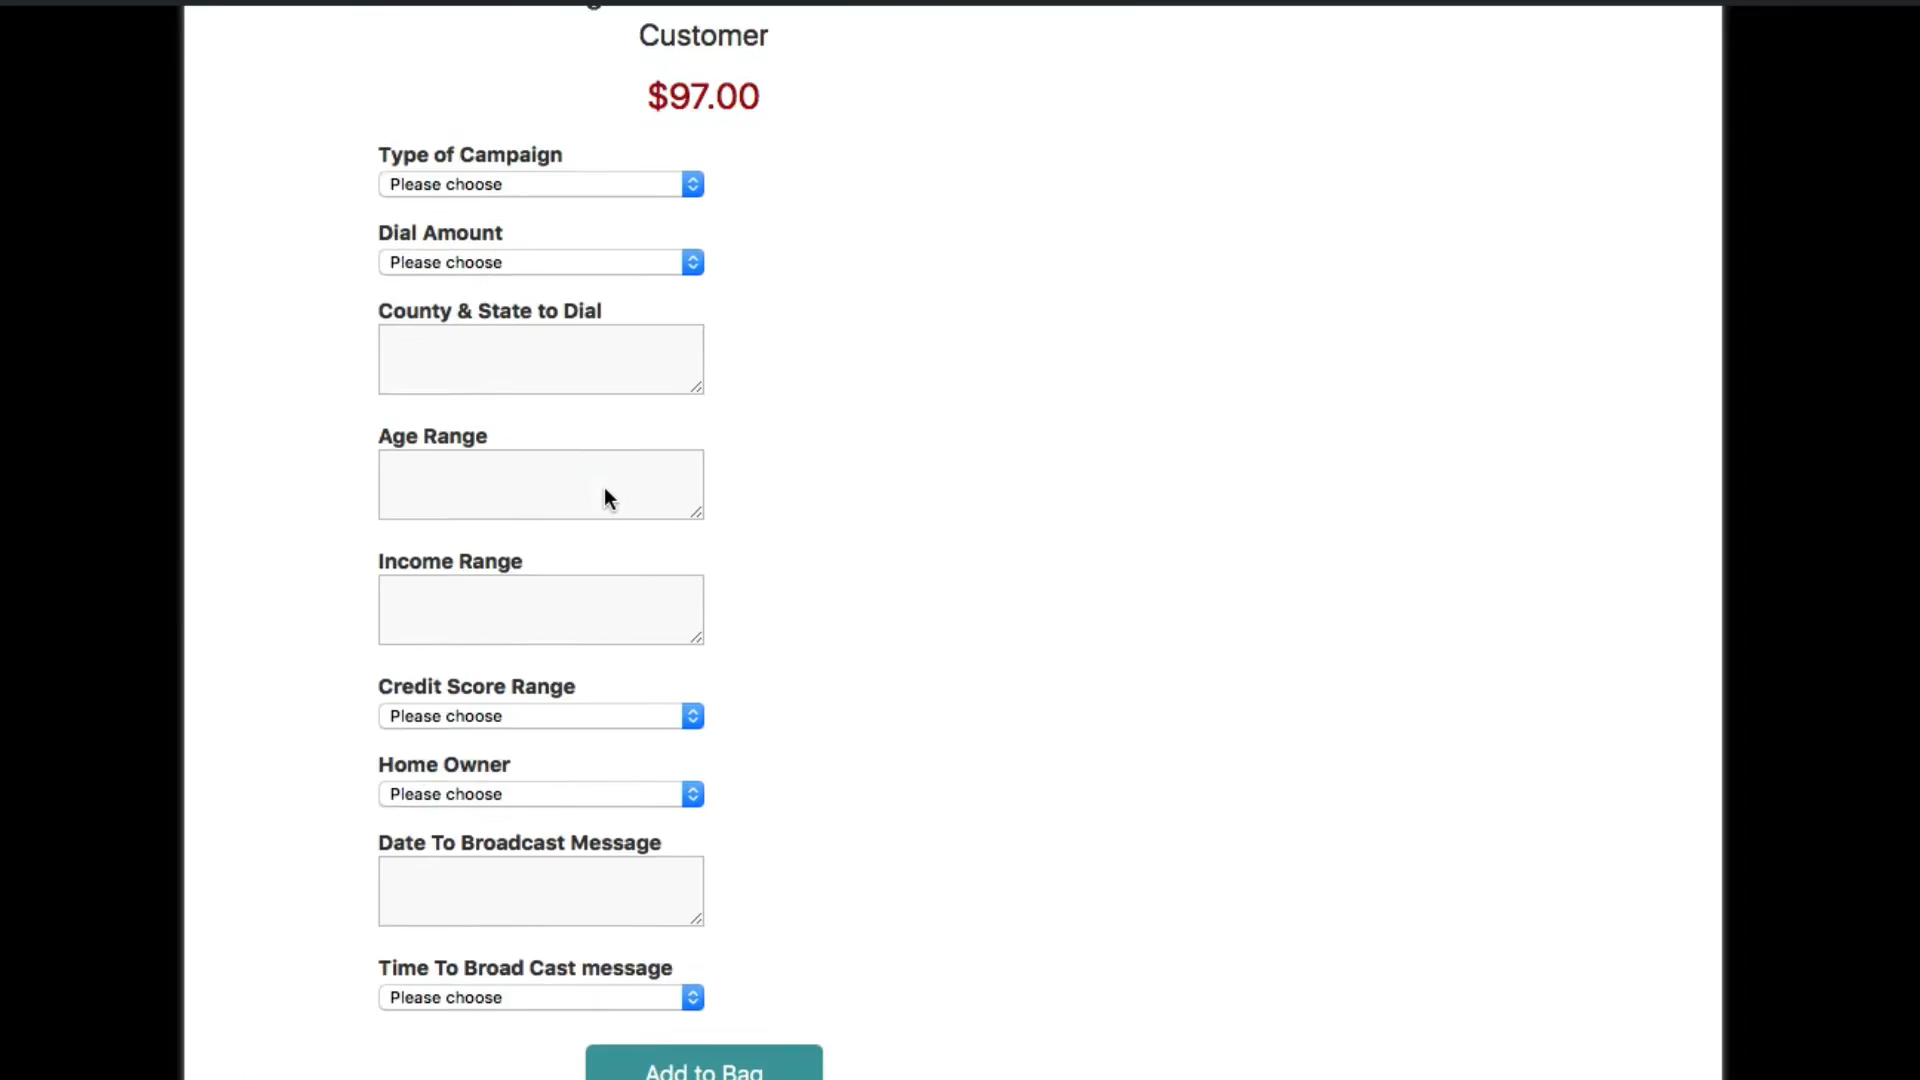 Customer
$97.00
Type of Campaign
Please choose
Dial Amount
Please choose
County & State to Dial
Age Range
Income Range
Credit Score Range
Please choose
Home Owner
Please choose
Date To Broadcast Message
Time To Broad Cast message
Please choose
Add to Bag